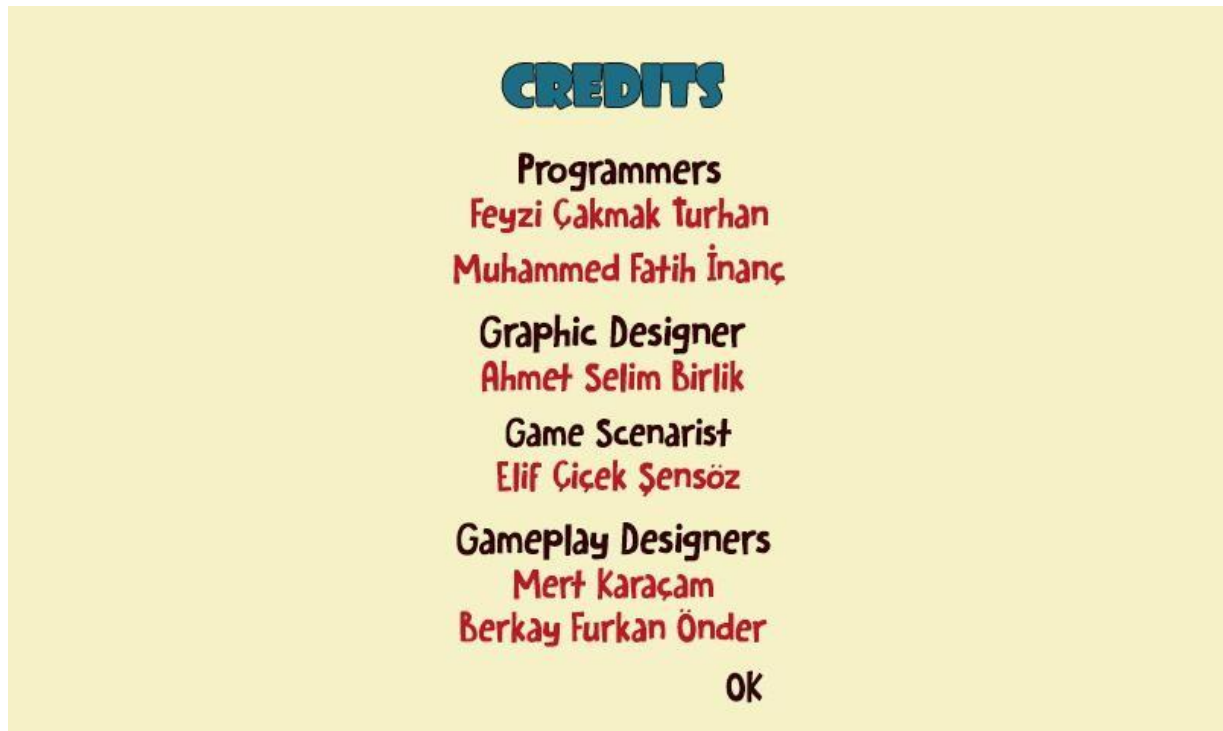 CREDITS
Programmers
Feyzi Çakmak Turhan
Muhammed Fatih İnanç
Graphic Designer
Ahmet Selim Birlik
Game Scenarist
Elif Çiçek Şensöz
Gameplay Designers
Mert Karaçam
Berkay Furkan Önder
OK